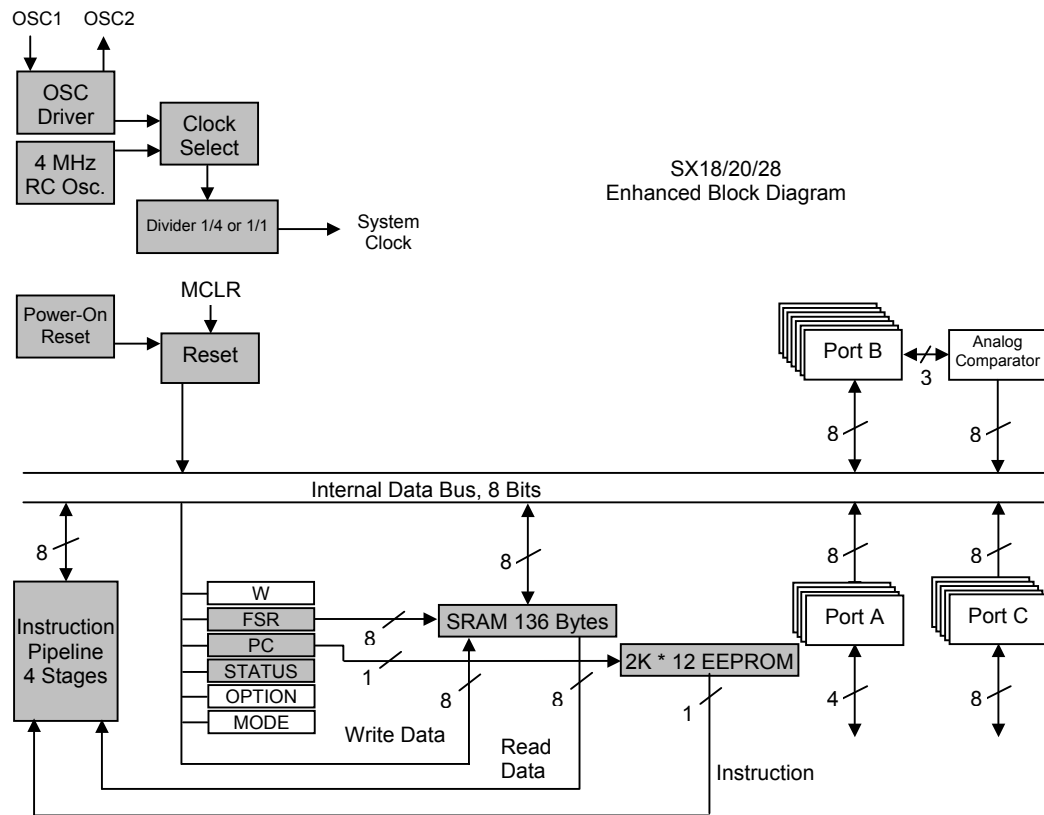 OSC1
OSC2
OSC
Driver
Clock
Select
4 MHz
RC Osc.
SX18/20/28
Enhanced Block Diagram
Divider 1/4 or 1/1
System
Clock
MCLR
Power-On
Reset
Reset
Port B
Analog
Comparator
3
8
8
Internal Data Bus, 8 Bits
8
8
8
8
W
FSR
PC
STATUS
OPTION
MODE
Instruction
Pipeline
4 Stages
8
SRAM 136 Bytes
Port A
Port C
2K * 12 EEPROM
1
8
8
1
4
8
Write Data
Read
Data
Instruction